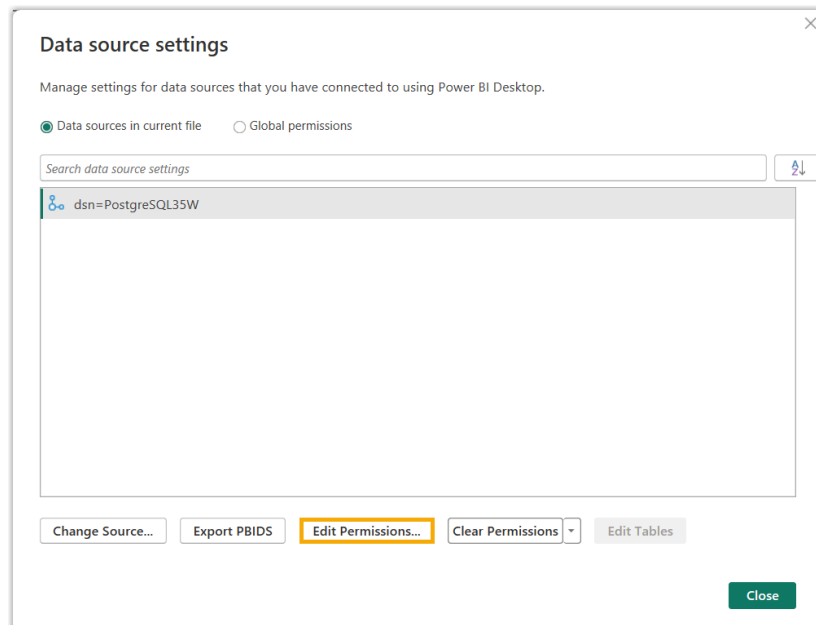 Data source settings
Manage settings for data sources that you have connected to using Power BI Desktop.
Data sources in current file Global permissions
Search data source settings
A
Z
dsn=PostgreSQL35W
Change Source... Export PBIDS Edit Permissions... Clear Permissions Edit Tables
Close